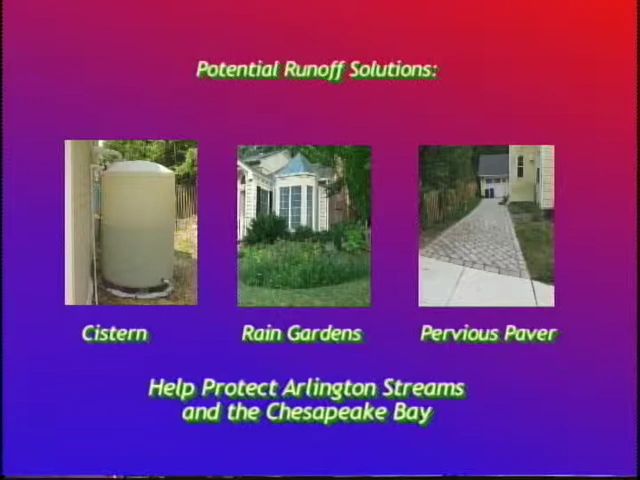 Potential Runoff Solutions:
Cistern
Rain Gardens
Pervious Paver
Help Protect Arlington Streams
and the Chesapeake Bay